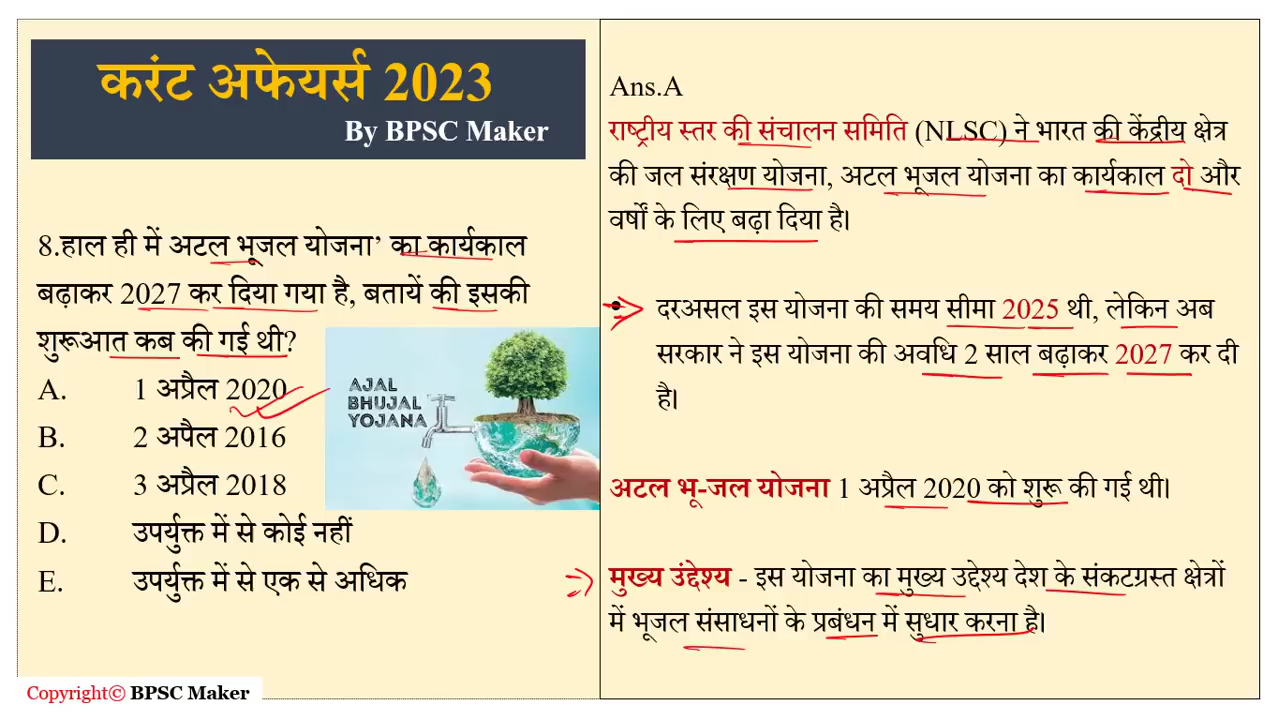 करंट अफेयर्स 2023
By BPSC Maker
8.हाल ही में अटल भूजल योजना’ का कार्यकाल
बढ़ाकर 2027 कर दिया गया है, बतायें की इसकी
शुरूआत कब की गई थी?
A. 1 अप्रैल 2020
B. 2 अपैल 2016
C. 3 अप्रैल 2018
D. उपर्युक्त में से कोई नहीं
E. उपर्युक्त में से एक से अधिक
AJAL
BHUJAL
YOJANA
Copyright© BPSC Maker
Ans.A
राष्ट्रीय स्तर की संचालन समिति (NLSC) ने भारत की केंद्रीय क्षेत्र
की जल संरक्षण योजना, अटल भूजल योजना का कार्यकाल दो और
वर्षों के लिए बढ़ा दिया है।
• दरअसल इस योजना की समय सीमा 2025 थी, लेकिन अब
सरकार ने इस योजना की अवधि 2 साल बढ़ाकर 2027 कर दी
है।
अटल भू-जल योजना 1 अप्रैल 2020 को शुरू की गई थी।
मुख्य उंद्देश्य - इस योजना का मुख्य उद्देश्य देश के संकटग्रस्त क्षेत्रों
में भूजल संसाधनों के प्रबंधन में सुधार करना है।